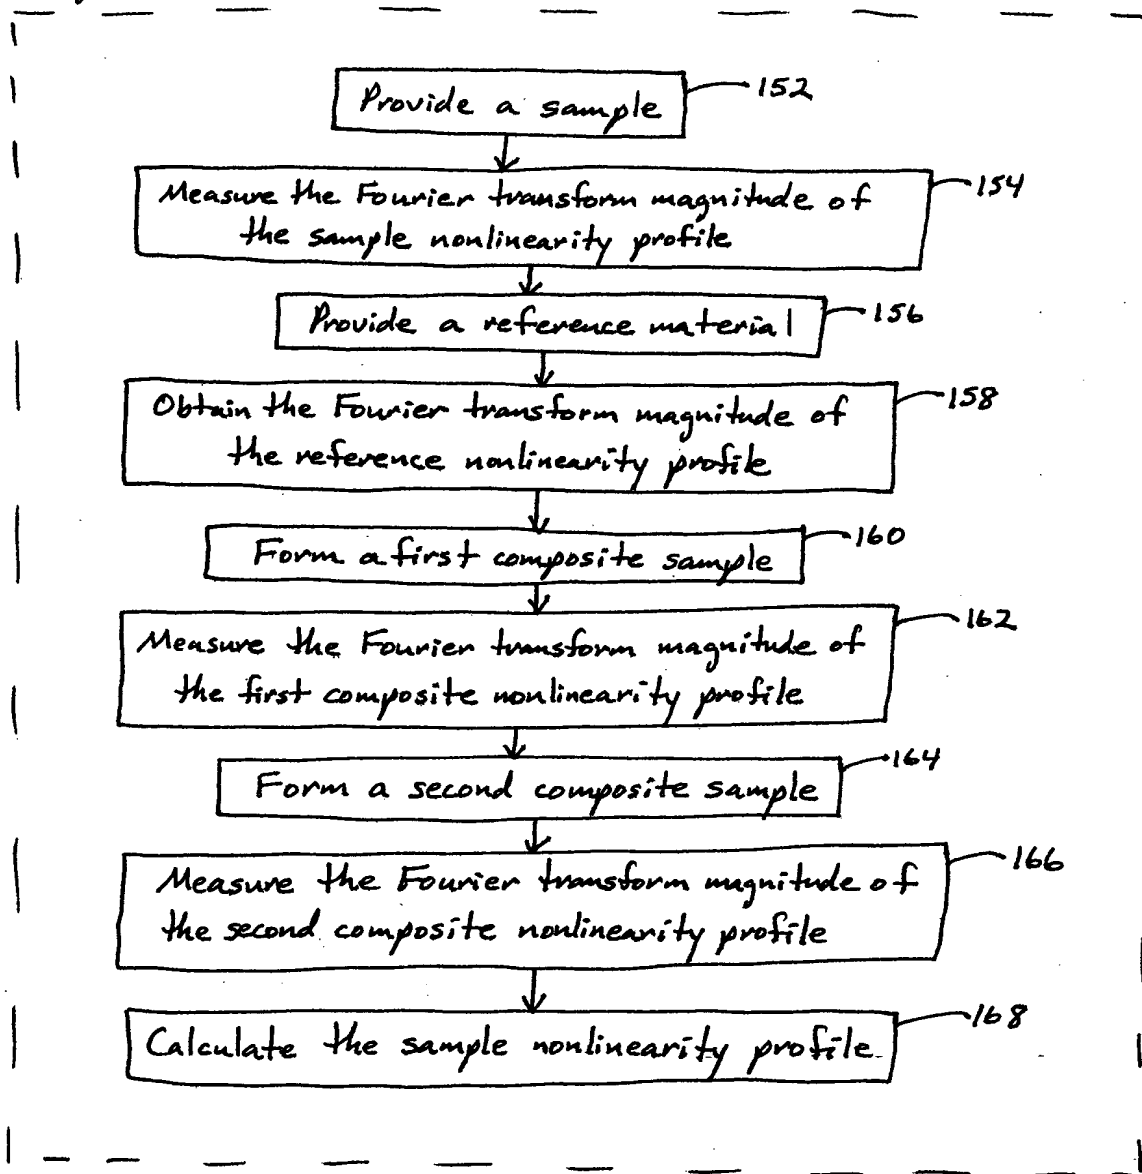 Provide a sample
152
Measure the Fourier transform magnitude of
the sample nonlinearity profile
154
Provide a reference material
156
Obtain the Fourier transform magnitude of
the reference nonlinearity profile
158
Form a first composite sample
160
Measure the Fourier transform magnitude of
the first composite nonlinearity profile
162
Form a second composite sample
164
Measure the Fourier transform magnitude of
the second composite nonlinearity profile
166
Calculate the sample nonlinearity profile
168